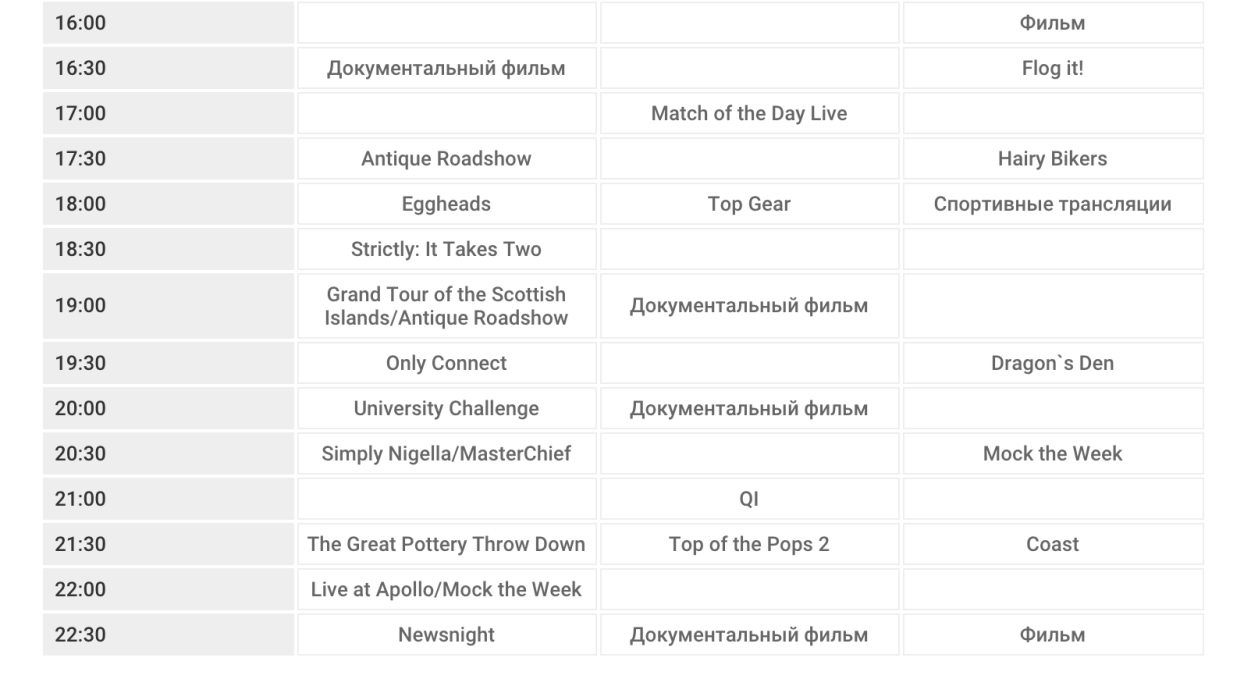 16:00 Фильм
16:30 Документальный фильм Flog it!
17:00 Match of the Day Live
17:30 Antique Roadshow Hairy Bikers
18:00 Eggheads Top Gear Спортивные трансляции
18:30 Strictly: It Takes Two
Grand Tour of the Scottish
19:00 Islands/Antique Roadshow Документальный фильм
19:30 Only Connect Dragon`s Den
20:00 University Challenge Документальный фильм
20:30 Simply Nigella/MasterChief Mock the Week
21:00 QI
21:30 The Great Pottery Throw Down Top of the Pops 2 Coast
22:00 Live at Apollo/Mock the Week
22:30 Newsnight Документальный фильм Фильм